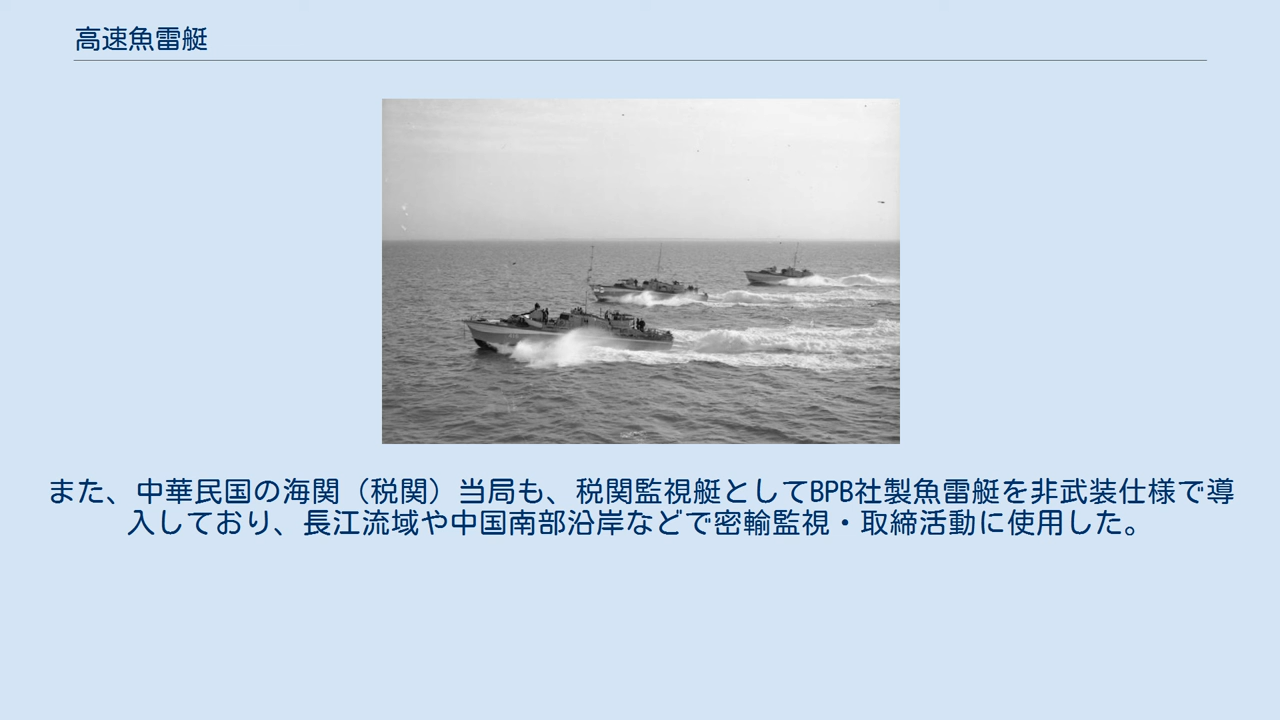 高速魚雷艇
また、中華民国の海関（税関）当局も、税関監視艇としてBPB社製魚雷艇を非武装仕様で導
入しており、長江流域や中国南部沿岸などで密輸監視・取締活動に使用した。